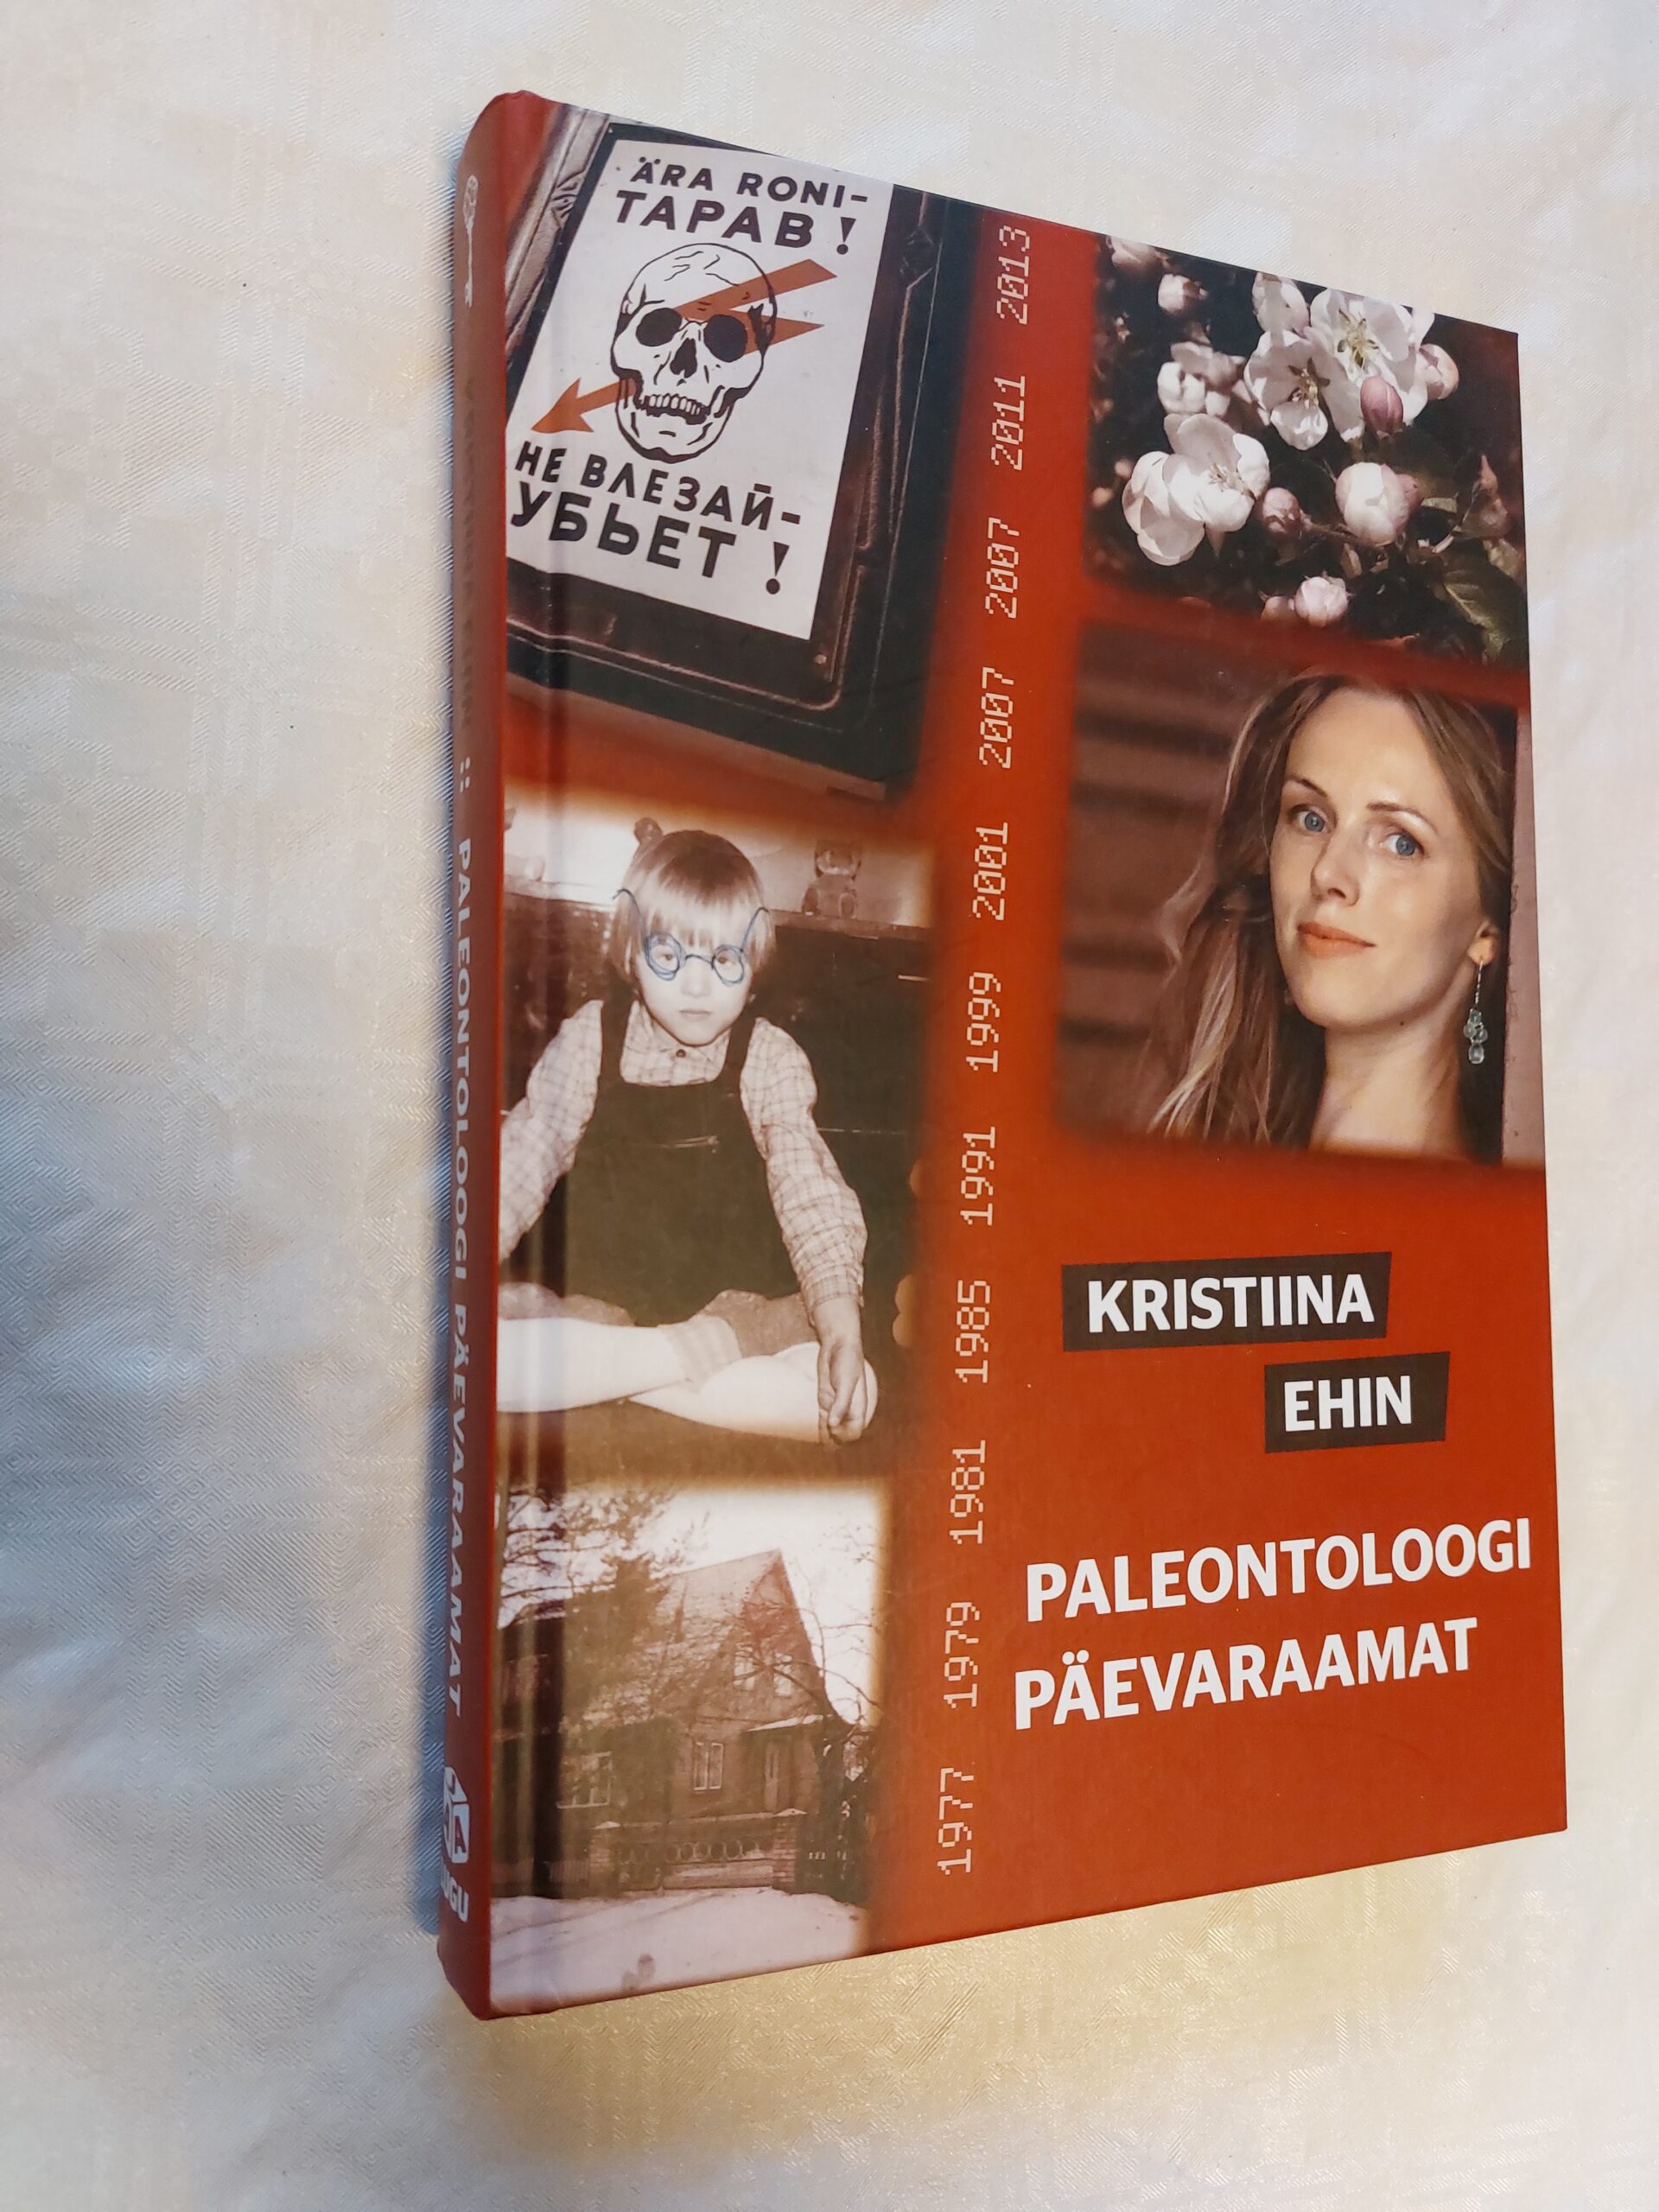 ÄRA RONI-
TAPAB!
НЕ ВЛЕЗАЙ-
УБЬЕТ!
1977 1979 1981 1985 1991 1999 2001 2007 2007 2011 2013
KRISTIINA
EHIN
PALEONTOLOOGI
PÄEVARAAMAT
:: PALEONTOLOOGI PÄEVARAAMAT